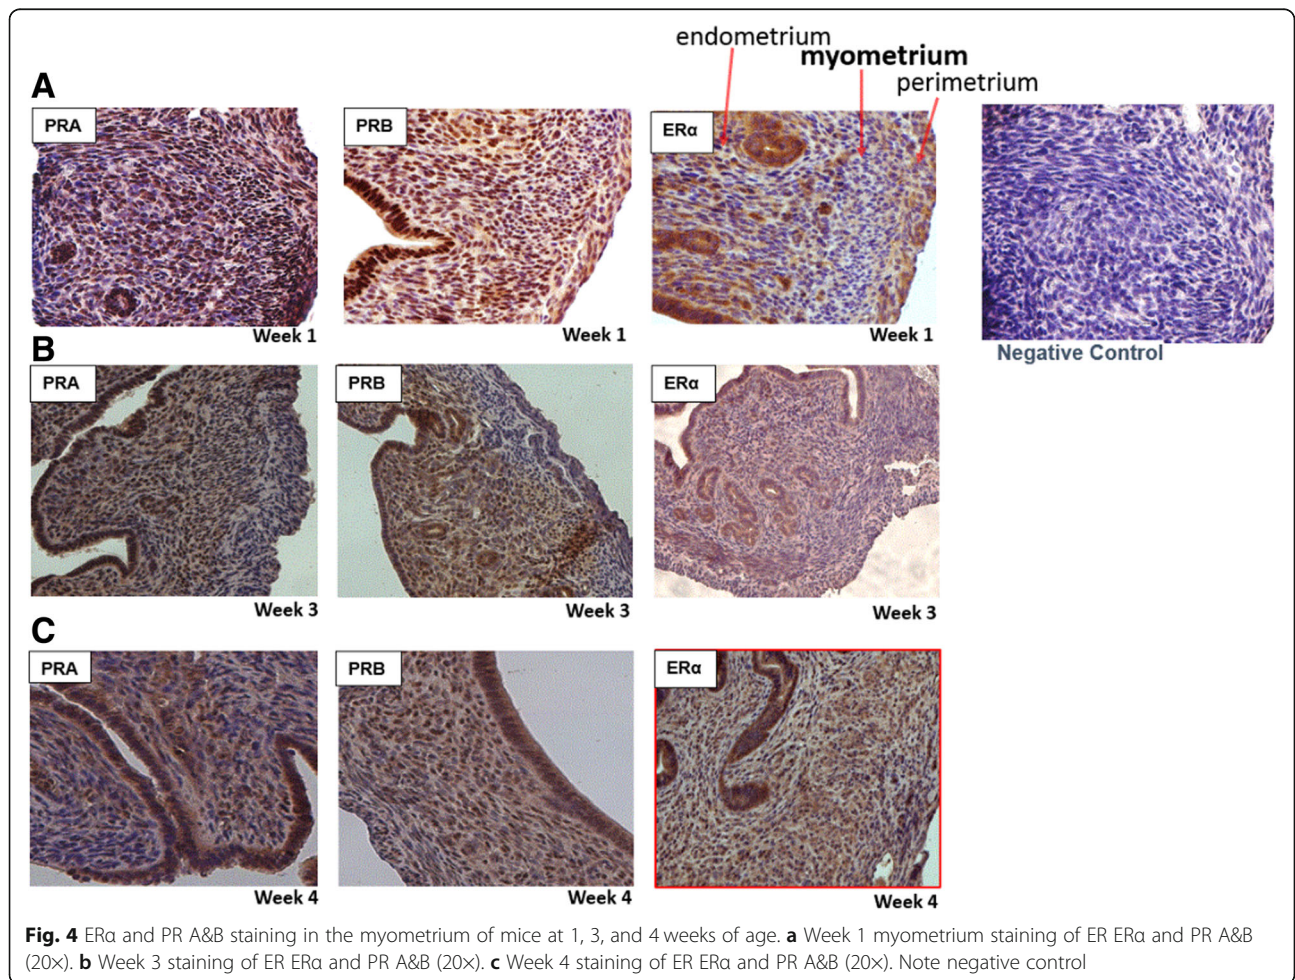 endometrium
myometrium
perimetrium
A
PRA
PRB
ERα
Week 1
Week 1
Week 1
Negative Control
B
PRA
PRB
ERα
Week 3
Week 3
Week 3
C
PRA
PRB
ERα
Week 4
Week 4
Week 4
Fig. 4 ERα and PR A&B staining in the myometrium of mice at 1, 3, and 4 weeks of age. a Week 1 myometrium staining of ER ERα and PR A&B
(20×). b Week 3 staining of ER ERα and PR A&B (20×). c Week 4 staining of ER ERα and PR A&B (20×). Note negative control